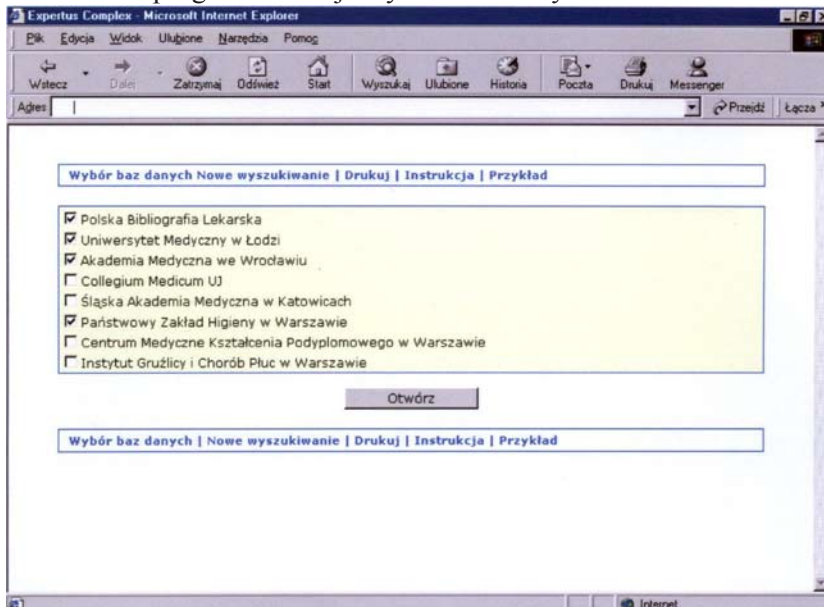 Expertus Complex - Microsoft Internet Explorer
Plik Edycja Widok Ulubione Narzędzia Pomoc
Wstecz Dalej Zatrzymaj Odśwież Start Wyszukaj Ulubione Historia Poczta Drukuj Messenger
Adres Przejdź Łącza
Wybór baz danych Nowe wyszukiwanie | Drukuj | Instrukcja | Przykład
Polska Bibliografia Lekarska
Uniwersytet Medyczny w Łodzi
Akademia Medyczna we Wrocławiu
Collegium Medicum UJ
Śląska Akademia Medyczna w Katowicach
Państwowy Zakład Higieny w Warszawie
Centrum Medyczne Kształcenia Podyplomowego w Warszawie
Instytut Gruźlicy i Chorób Płuc w Warszawie
Otwórz
Wybór baz danych | Nowe wyszukiwanie | Drukuj | Instrukcja | Przykład
Internet